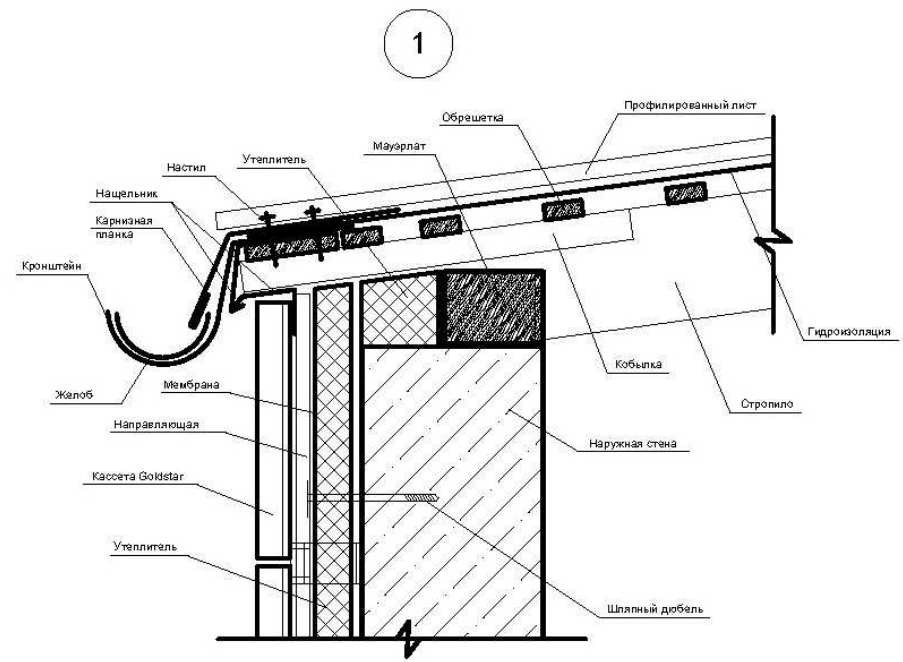 1
Профилированный лист
Обрешетка
Мауэрлат
Утеплитель
Настил
Нащельник
Карнизная
планка
Кронштейн
Гидроизоляция
Кобылка
Желоб
Мембрана
Стропило
Направляющая
Наружная стена
Кассета Goldstar
Утеплитель
Шляпный дюбель